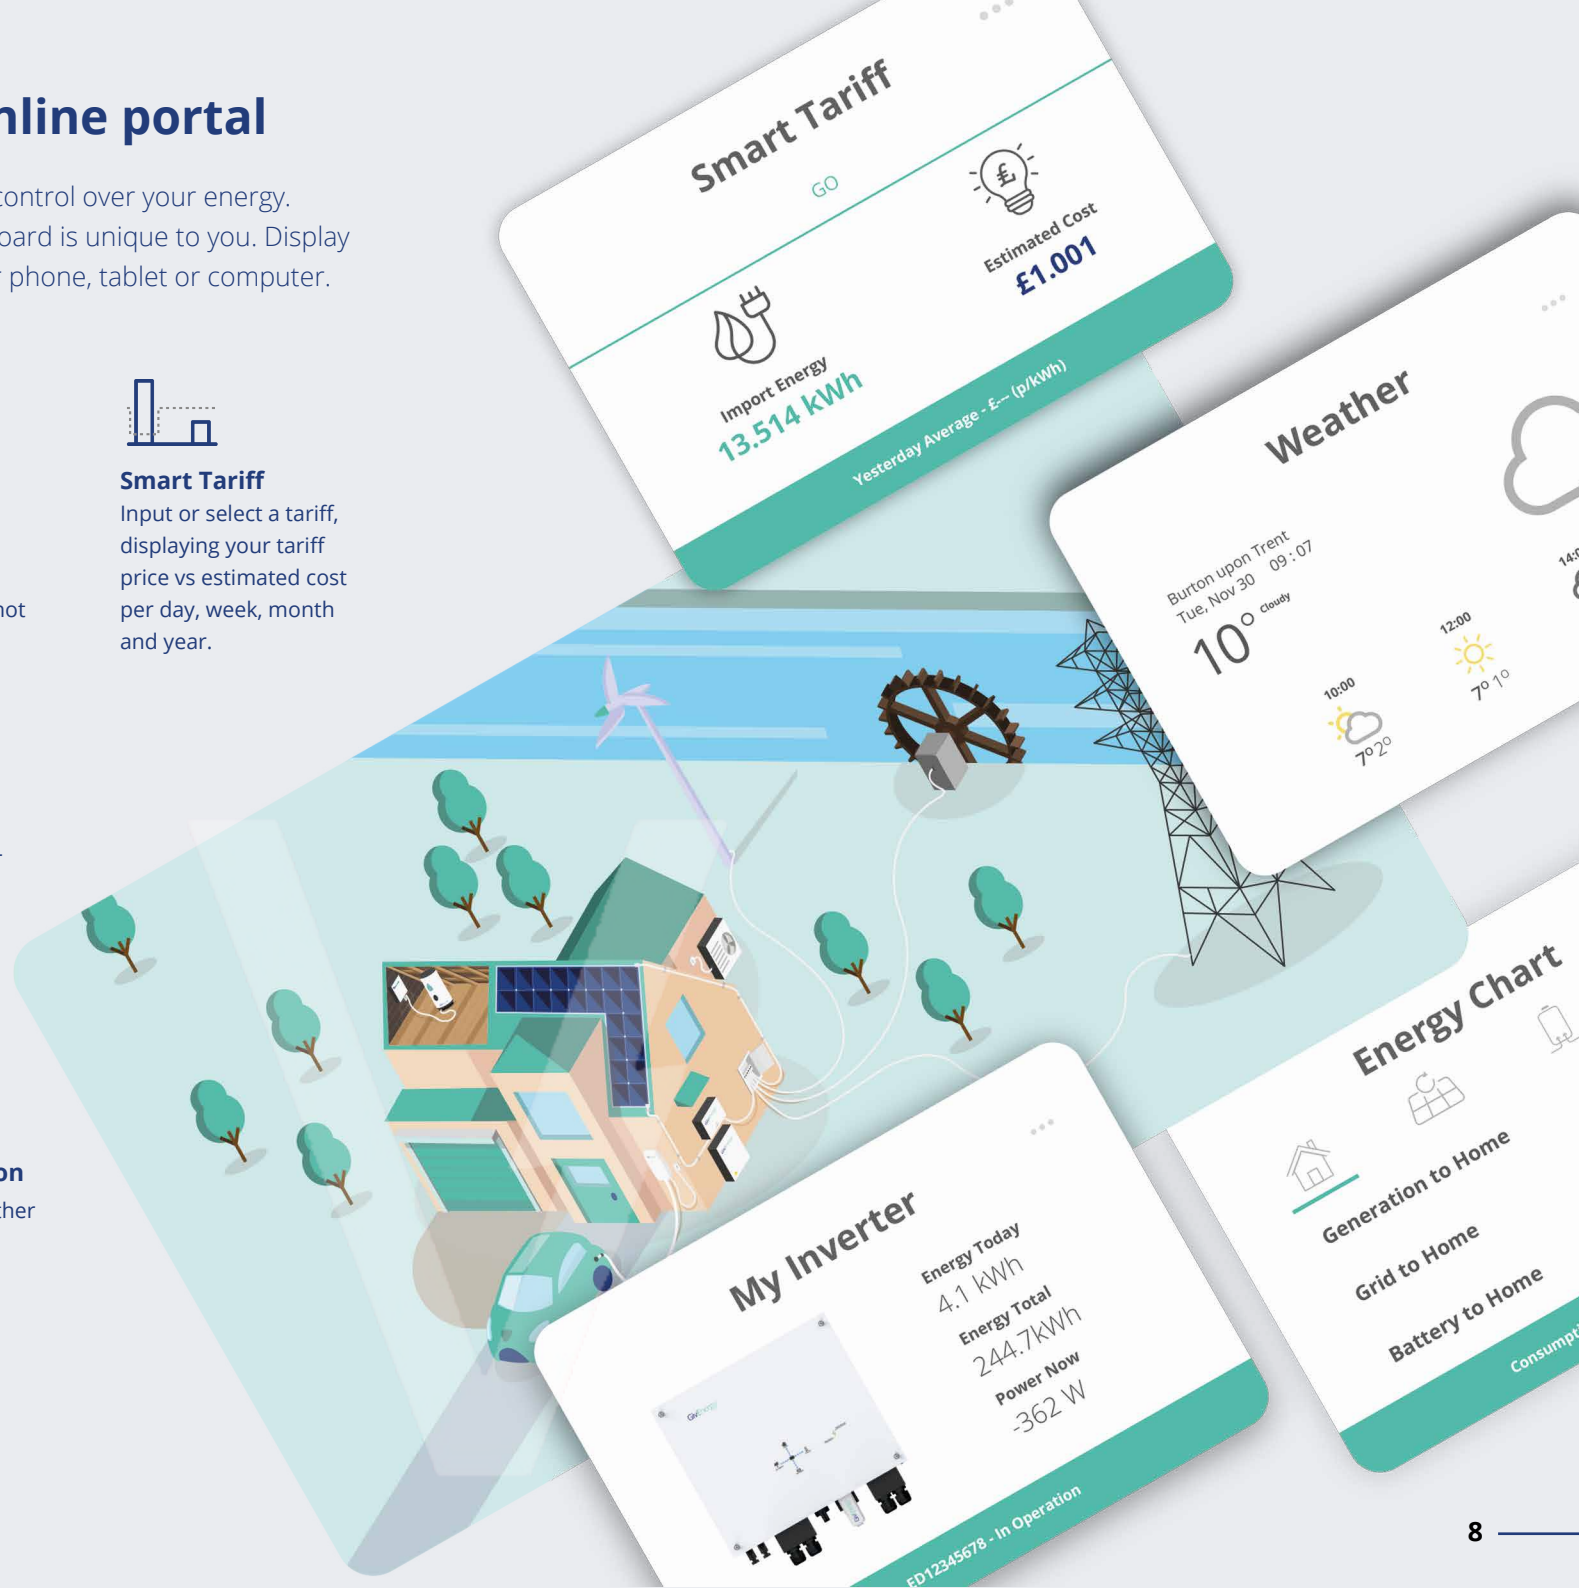 nline portal
control over your energy.
oard is unique to you. Display
r phone, tablet or computer.
Smart Tariff
Input or select a tariff,
displaying your tariff
price vs estimated cost
per day, week, month
and year.
not
on
ther
Smart Tariff
GO
Import Energy
13.514 kWh
£
Estimated Cost
£1.001
Yesterday Average - £--- (p/kWh)
Weather
Burton upon Trent
Tue, Nov 30 09:07
10° cloudy
10:00
7° 2°
12:00
7° 1°
14:0
Energy Chart
Generation to Home
Grid to Home
Battery to Home
Consumpti
My Inverter
Energy Today
4.1 kWh
Energy Total
244.7kWh
Power Now
-362 W
GivEnergy
ED12345678 - In Operation
8